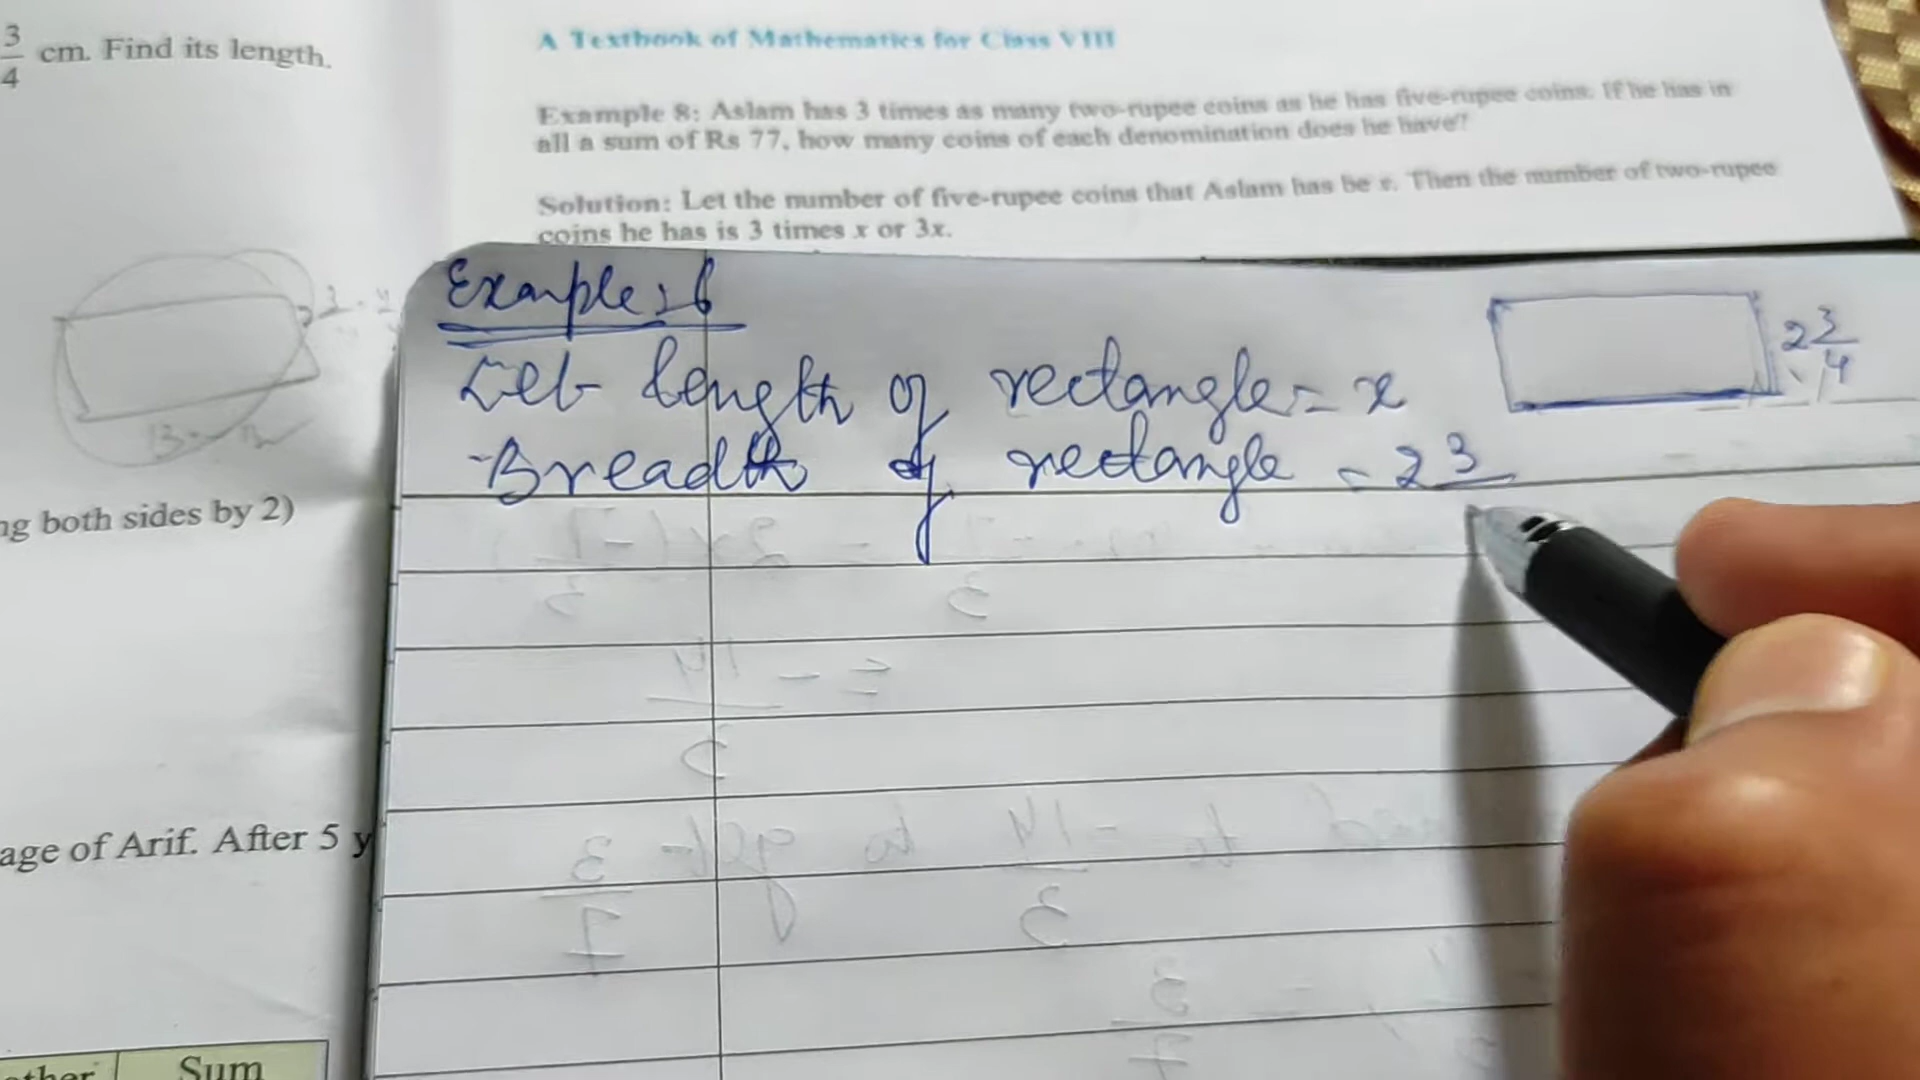 3/4 cm. Find its length.
A Textbook of Mathematics for Class VIII
Example 8: Aslam has 3 times as many two-rupee coins as he has five-rupee coins. If he has in
all a sum of Rs 77, how many coins of each denomination does he have?
Solution: Let the number of five-rupee coins that Aslam has be x. Then the number of two-rupee
coins he has is 3 times x or 3x.
Example: 6
2 3/4
Let length of rectangle = x
Breadth of rectangle = 2 3
ng both sides by 2)
age of Arif. After 5 y
other Sum